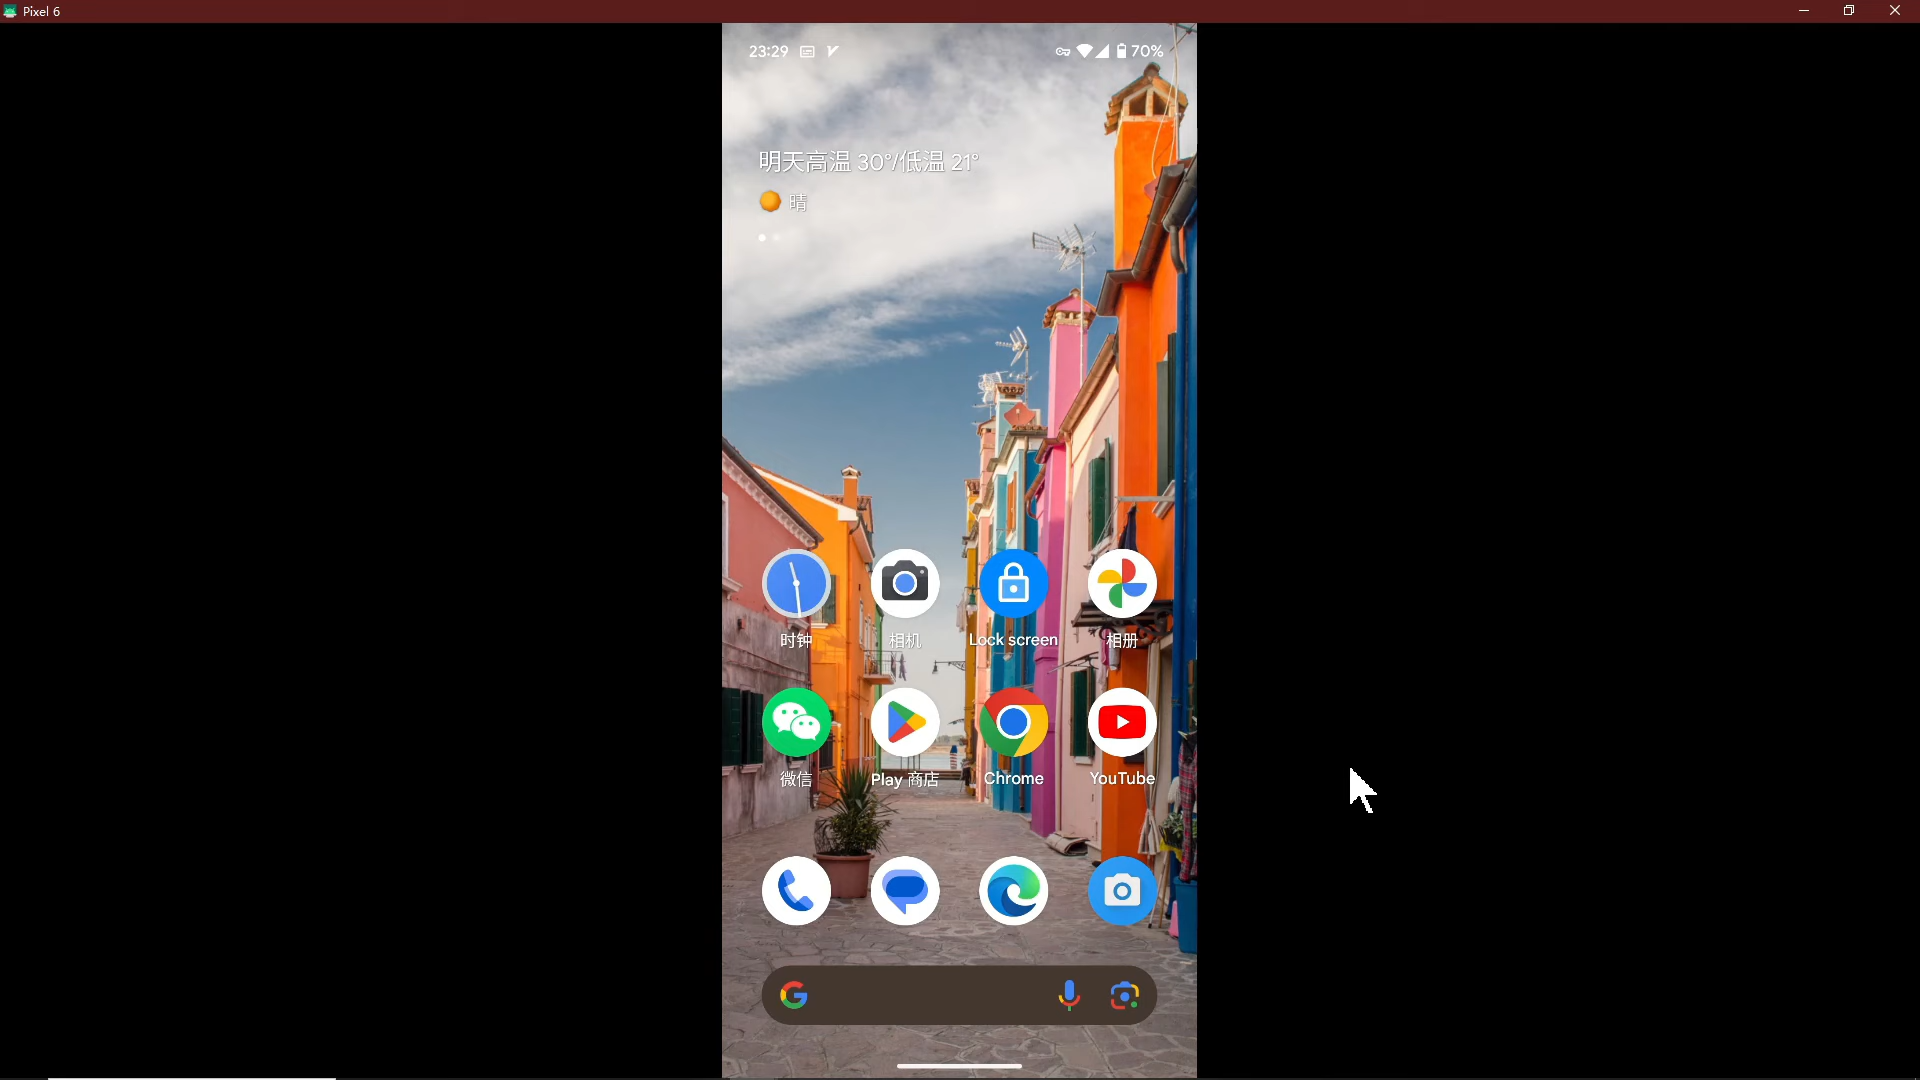 Pixel 6
23:29
70%
明天高温 30°/低温 21°
晴
时钟
相机
Lock screen
相册
微信
Play 商店
Chrome
YouTube